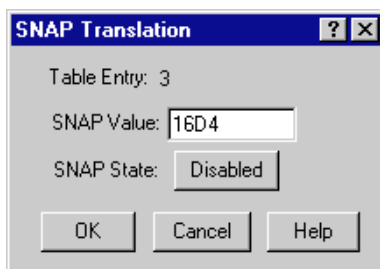 SNAP Translation
Table Entry: 3
SNAP Value: 16D4
SNAP State: Disabled
OK Cancel Help